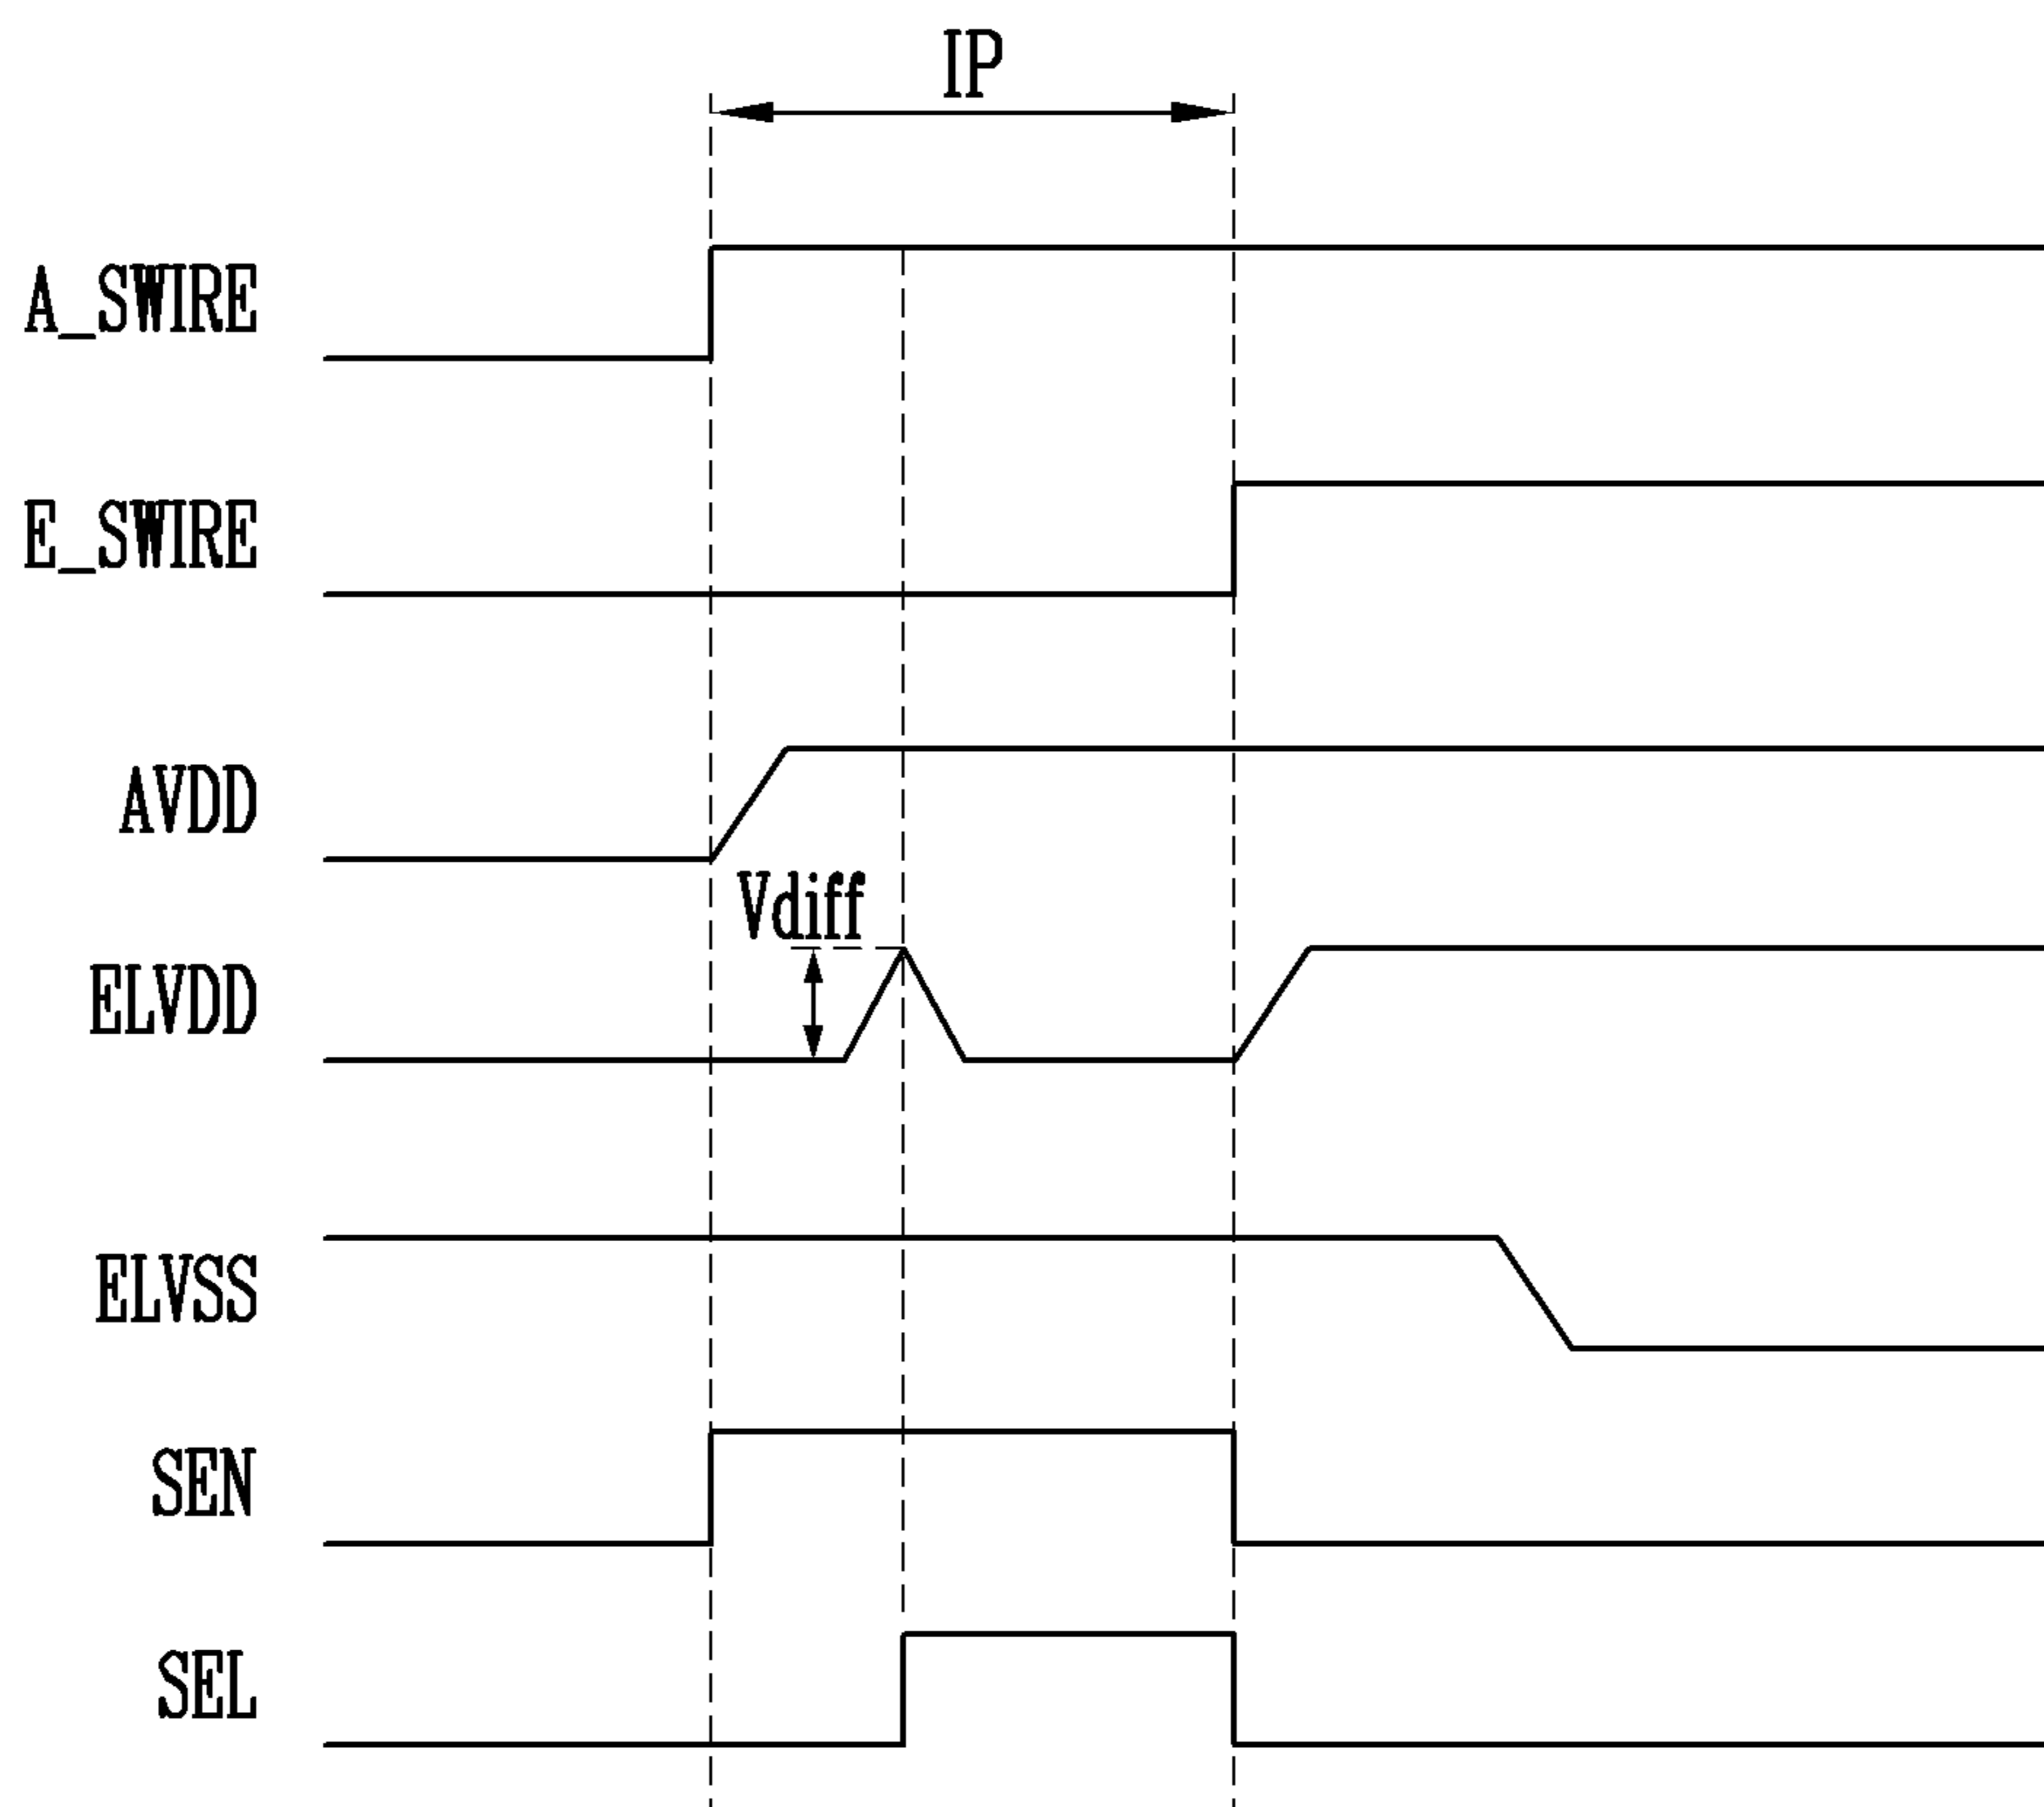 IP
A_SWIRE
E_SWIRE
AVDD
Vdiff
ELVDD
ELVSS
SEN
SEL